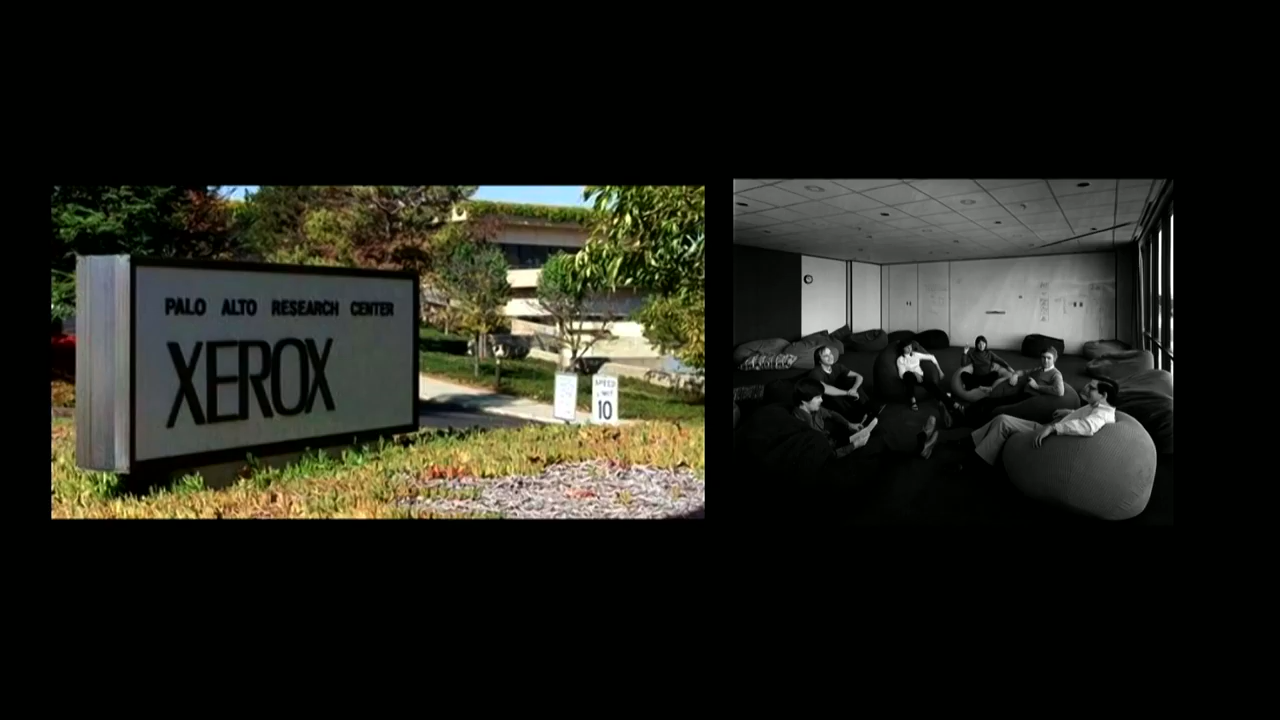 PALO ALTO RESEARCH CENTER
XEROX
SPEED
LIMIT
10